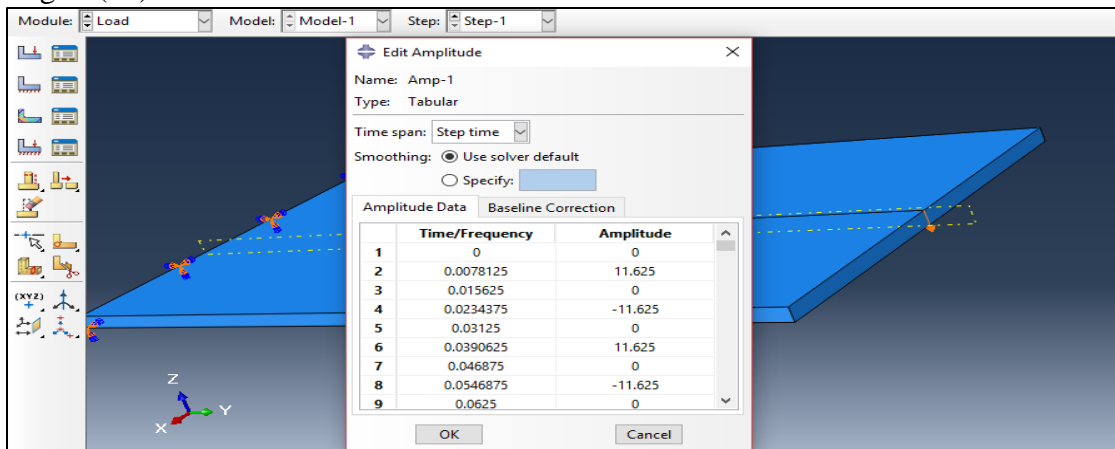 Module: Load Model: Model-1 Step: Step-1
Edit Amplitude
Name: Amp-1
Type: Tabular
Time span: Step time
Smoothing: Use solver default
Specify:
Amplitude Data Baseline Correction
Time/Frequency Amplitude
1 0 0
2 0.0078125 11.625
3 0.015625 0
4 0.0234375 -11.625
5 0.03125 0
6 0.0390625 11.625
7 0.046875 0
8 0.0546875 -11.625
9 0.0625 0
OK Cancel
(XYZ)
Z
Y
X